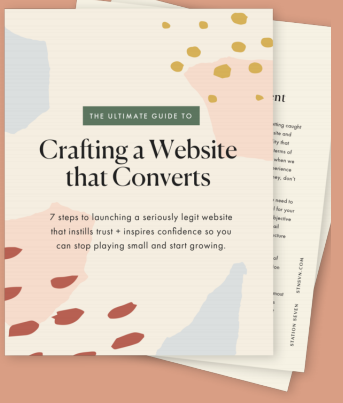 THE ULTIMATE GUIDE TO
Crafting a Website
that Converts
7 steps to launching a seriously legit website
that instills trust + inspires confidence so you
can stop playing small and start growing.
ent
STATION SEVEN STNSVN.COM